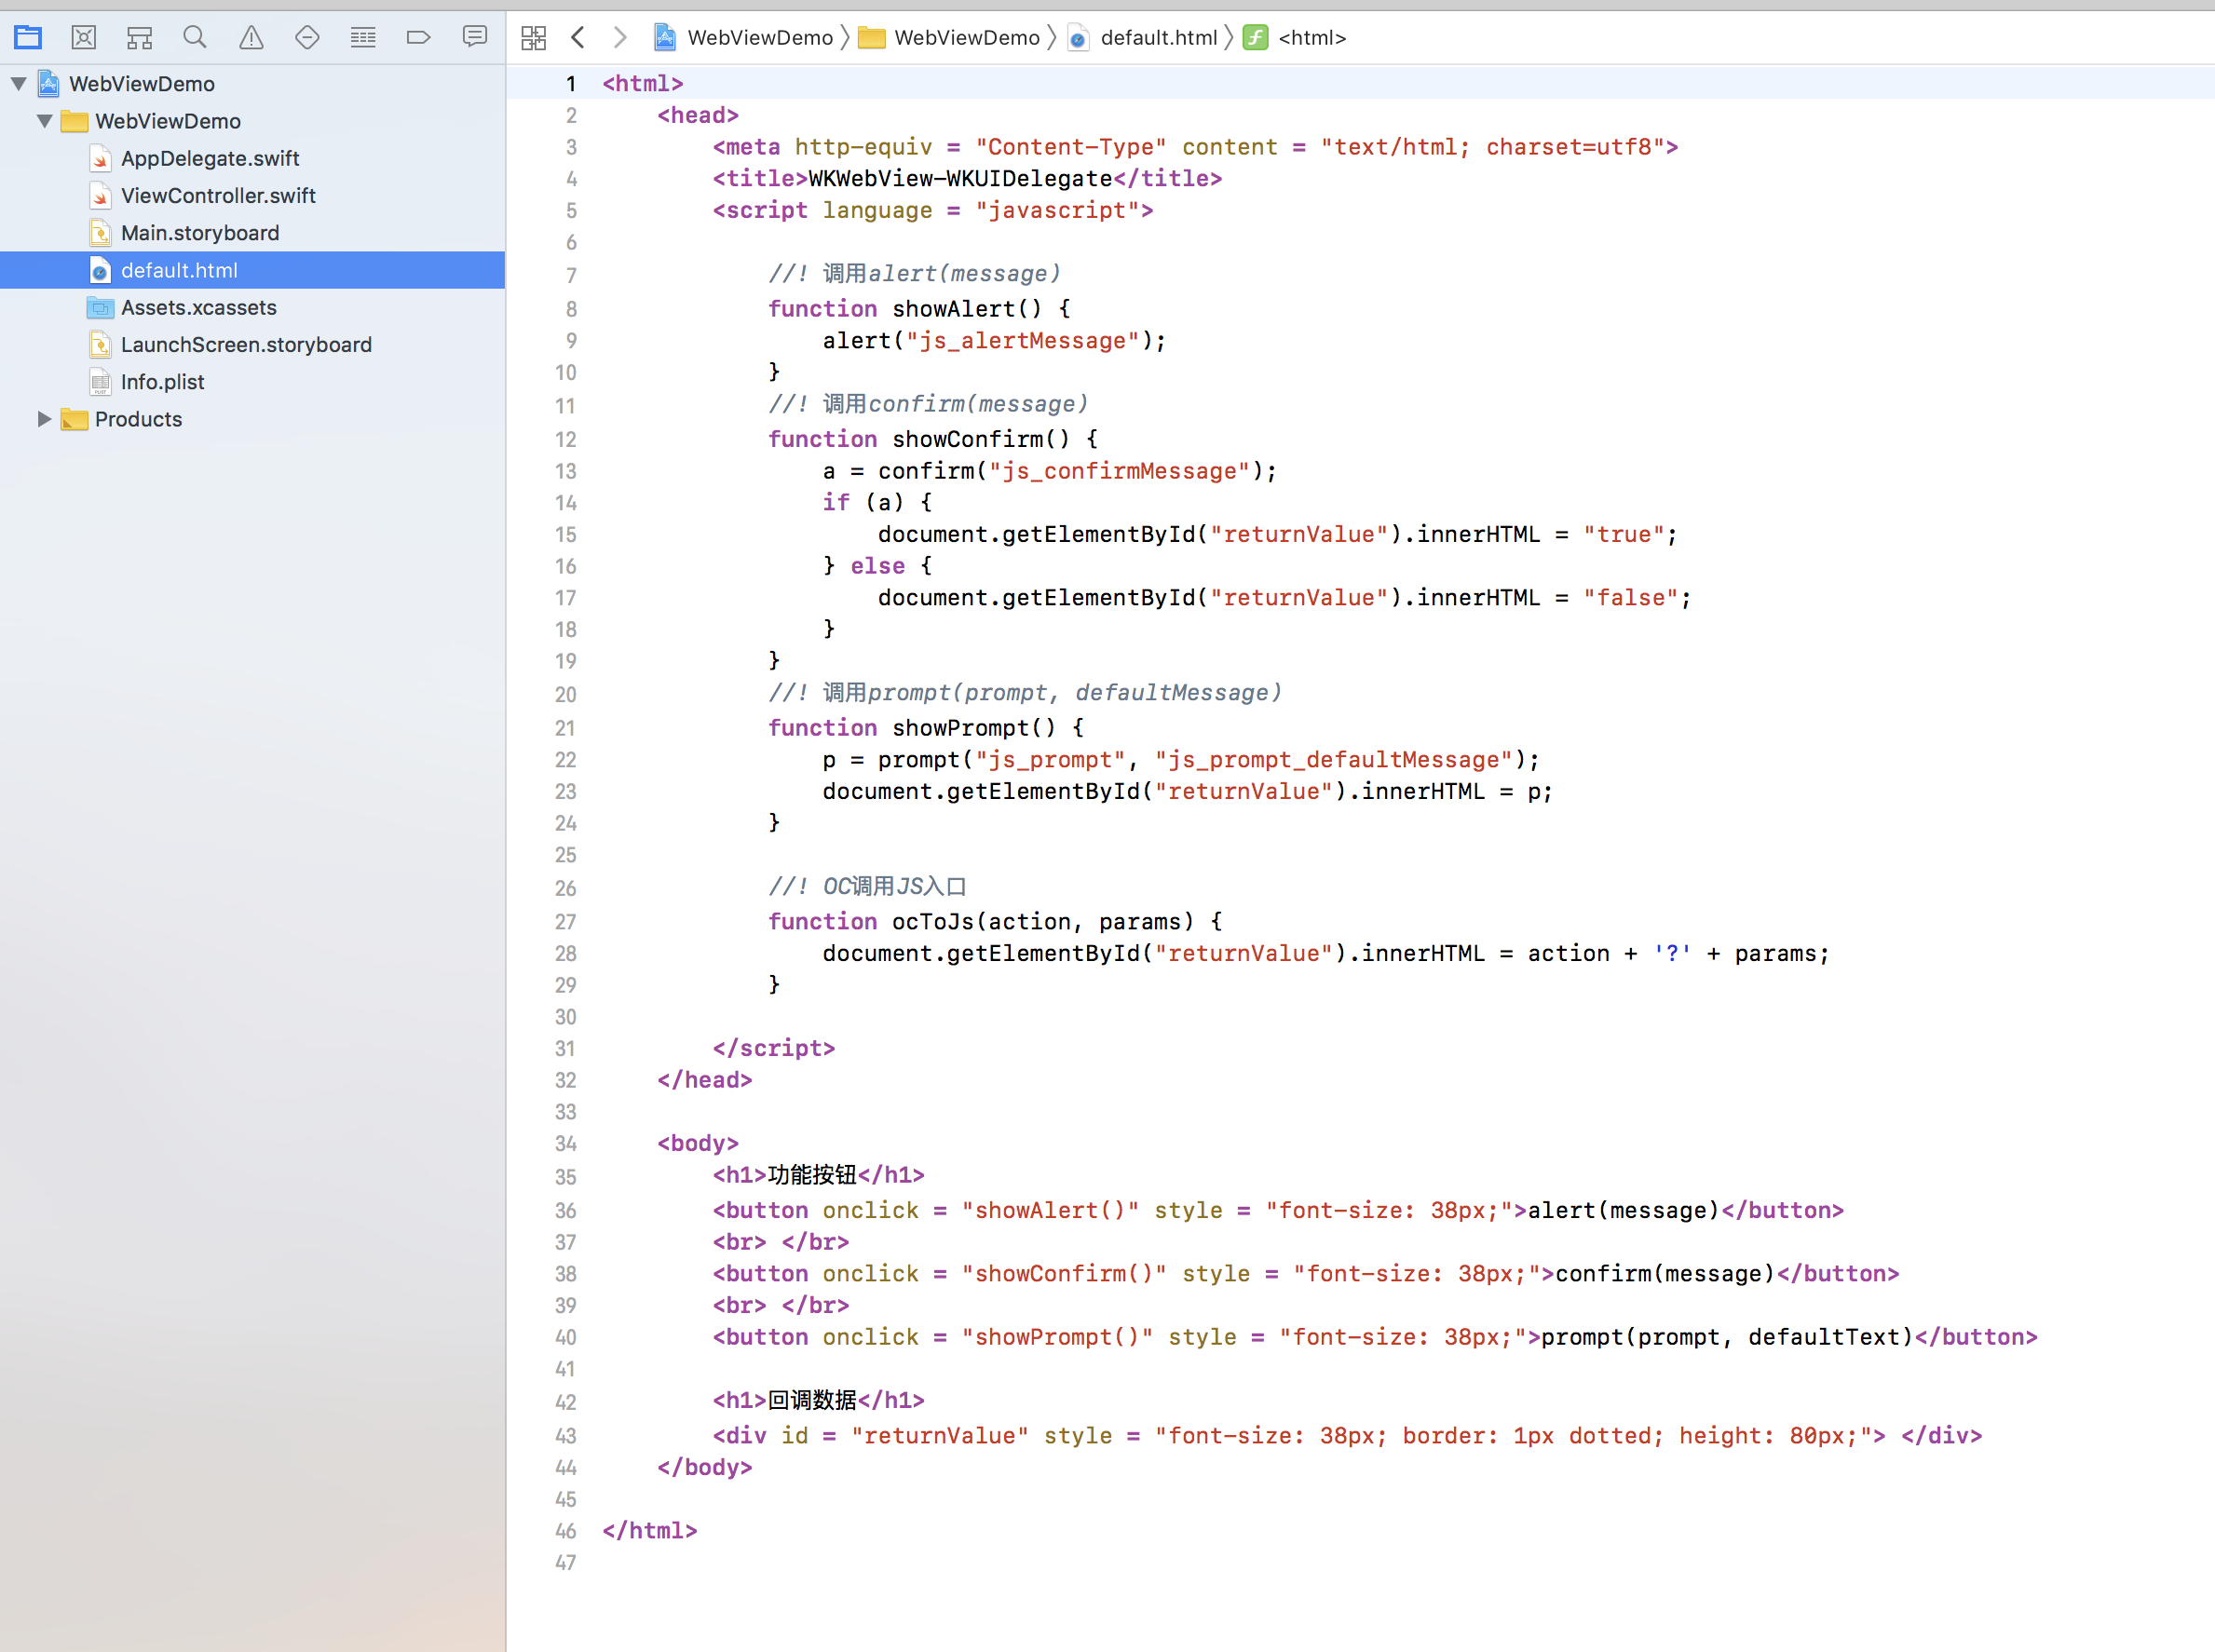 WebViewDemo
WebViewDemo
AppDelegate.swift
ViewController.swift
Main.storyboard
default.html
Assets.xcassets
LaunchScreen.storyboard
Info.plist
Products
WebViewDemo 〉 WebViewDemo 〉 default.html 〉 <html>
1 <html>
2     <head>
3         <meta http-equiv = "Content-Type" content = "text/html; charset=utf8">
4         <title>WKWebView-WKUIDelegate</title>
5         <script language = "javascript">
6
7             //! 调用alert(message)
8             function showAlert() {
9                 alert("js_alertMessage");
10             }
11             //! 调用confirm(message)
12             function showConfirm() {
13                 a = confirm("js_confirmMessage");
14                 if (a) {
15                     document.getElementById("returnValue").innerHTML = "true";
16                 } else {
17                     document.getElementById("returnValue").innerHTML = "false";
18                 }
19             }
20             //! 调用prompt(prompt, defaultMessage)
21             function showPrompt() {
22                 p = prompt("js_prompt", "js_prompt_defaultMessage");
23                 document.getElementById("returnValue").innerHTML = p;
24             }
25
26             //! OC调用JS入口
27             function ocToJs(action, params) {
28                 document.getElementById("returnValue").innerHTML = action + '?' + params;
29             }
30
31         </script>
32     </head>
33
34     <body>
35         <h1>功能按钮</h1>
36         <button onclick = "showAlert()" style = "font-size: 38px;">alert(message)</button>
37         <br> </br>
38         <button onclick = "showConfirm()" style = "font-size: 38px;">confirm(message)</button>
39         <br> </br>
40         <button onclick = "showPrompt()" style = "font-size: 38px;">prompt(prompt, defaultText)</button>
41
42         <h1>回调数据</h1>
43         <div id = "returnValue" style = "font-size: 38px; border: 1px dotted; height: 80px;"> </div>
44     </body>
45
46 </html>
47